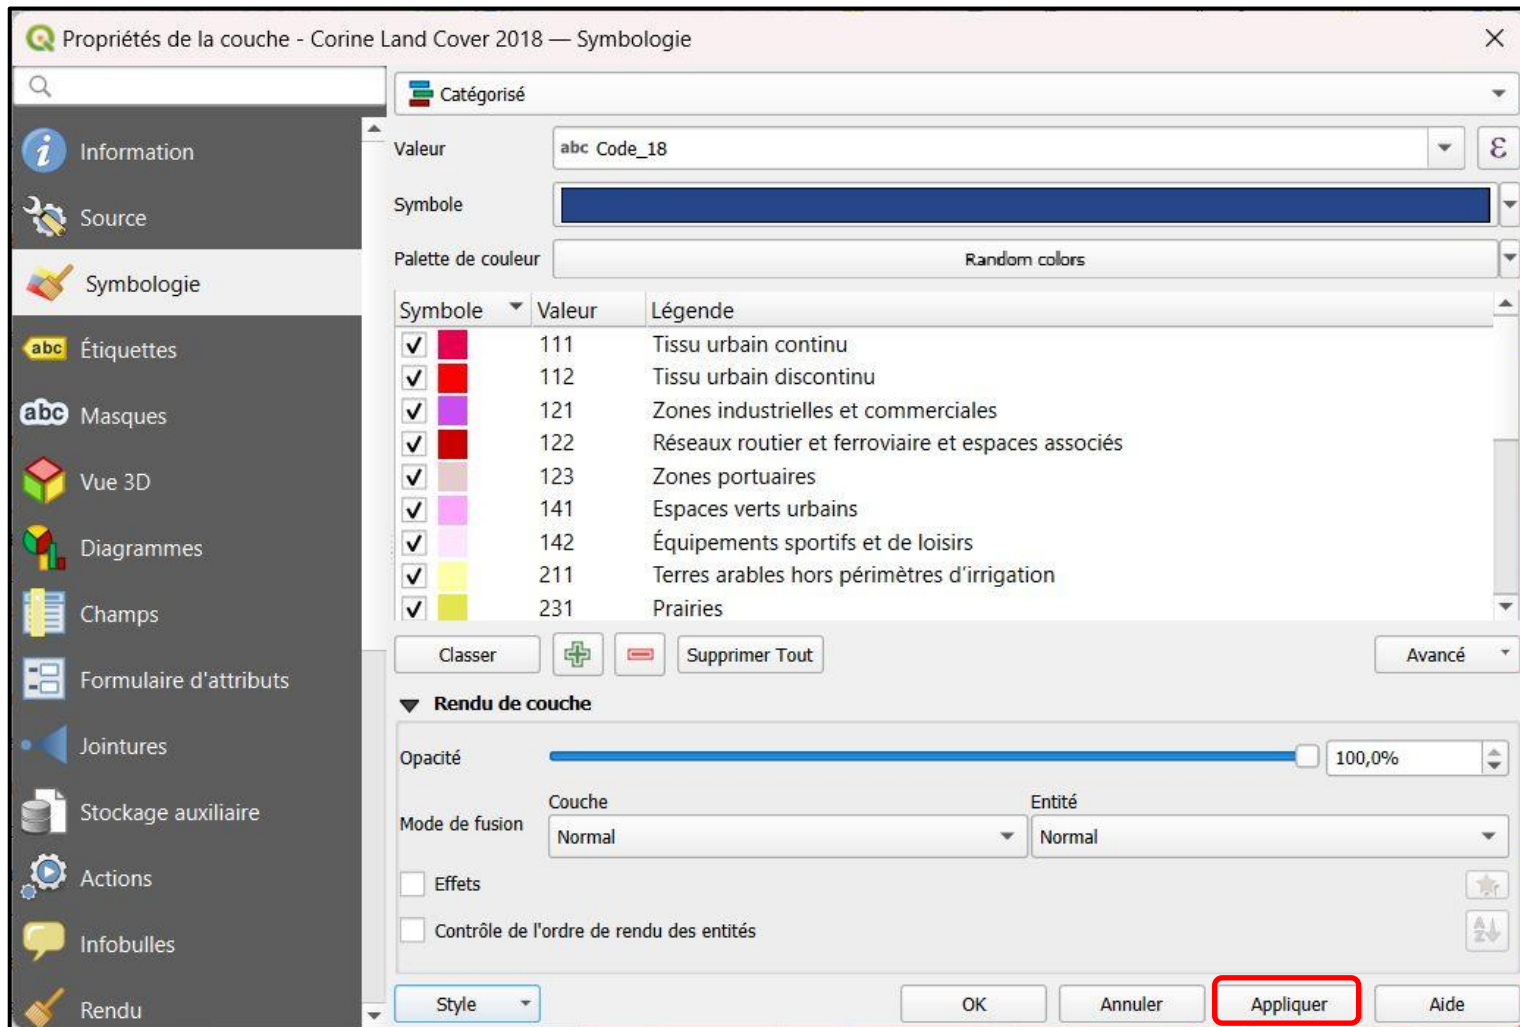 Propriétés de la couche - Corine Land Cover 2018 — Symbologie
Information
Source
Symbologie
abc Étiquettes
abc Masques
Vue 3D
Diagrammes
Champs
Formulaire d'attributs
Jointures
Stockage auxiliaire
Actions
Infobulles
Rendu
Catégorisé
Valeur abc Code_18 ε
Symbole
Palette de couleur Random colors
Symbole Valeur Légende
111 Tissu urbain continu
112 Tissu urbain discontinu
121 Zones industrielles et commerciales
122 Réseaux routier et ferroviaire et espaces associés
123 Zones portuaires
141 Espaces verts urbains
142 Équipements sportifs et de loisirs
211 Terres arables hors périmètres d’irrigation
231 Prairies
Classer Supprimer Tout Avancé
Rendu de couche
Opacité 100,0%
Couche Entité
Mode de fusion Normal Normal
Effets
Contrôle de l'ordre de rendu des entités
AZ
Style OK Annuler Appliquer Aide